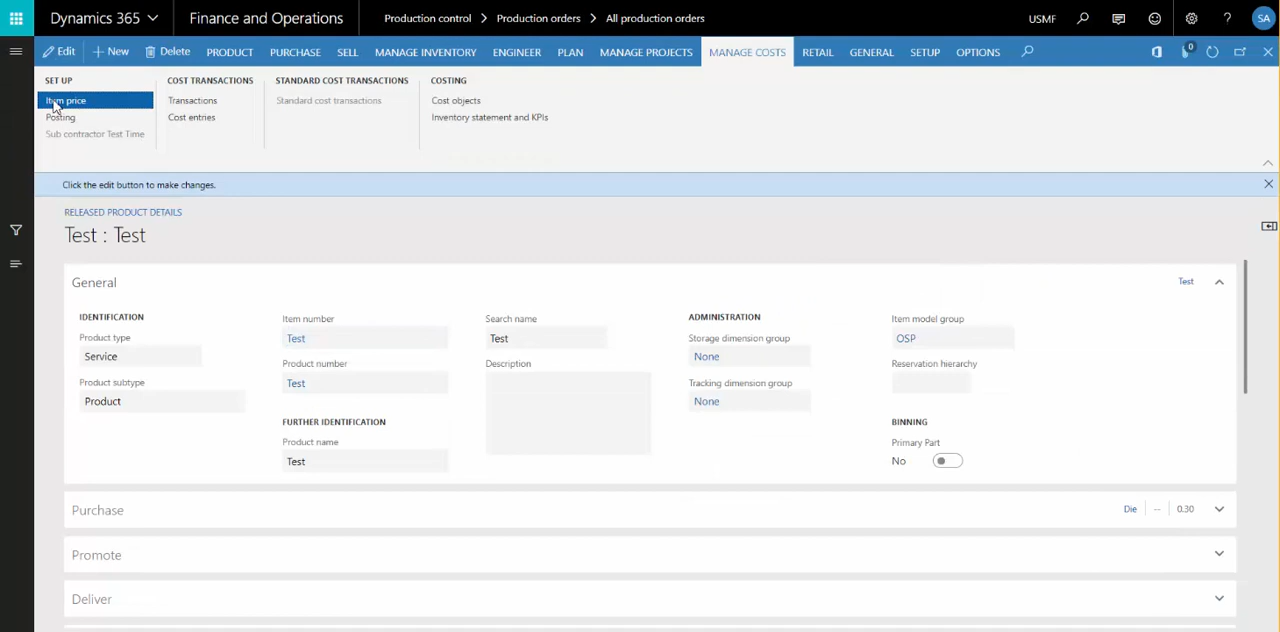 Dynamics 365 Finance and Operations Production control Production orders All production orders USMF ? SA
Edit New Delete PRODUCT PURCHASE SELL MANAGE INVENTORY ENGINEER PLAN MANAGE PROJECTS MANAGE COSTS RETAIL GENERAL SETUP OPTIONS 0
SET UP
Item price
Posting
Sub contractor Test Time
COST TRANSACTIONS
Transactions
Cost entries
STANDARD COST TRANSACTIONS
Standard cost transactions
COSTING
Cost objects
Inventory statement and KPIs
Click the edit button to make changes.
RELEASED PRODUCT DETAILS
Test : Test
General Test
IDENTIFICATION
Product type
Service
Product subtype
Product
Item number
Test
Product number
Test
FURTHER IDENTIFICATION
Product name
Test
Search name
Test
Description
ADMINISTRATION
Storage dimension group
None
Tracking dimension group
None
Item model group
OSP
Reservation hierarchy
BINNING
Primary Part
No
Purchase Die -- 0.30
Promote
Deliver